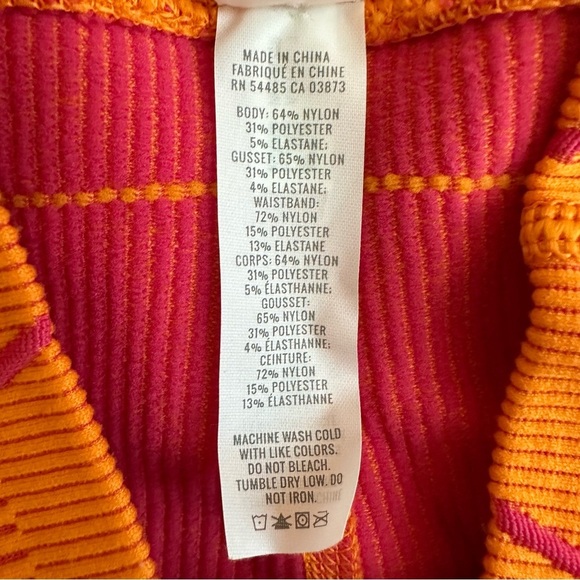 MADE IN CHINA
FABRIQUÉ EN CHINE
RN 54485 CA 03873
BODY: 64% NYLON
31% POLYESTER
5% ELASTANE;
GUSSET: 65% NYLON
31% POLYESTER
4% ELASTANE;
WAISTBAND:
72% NYLON
15% POLYESTER
13% ELASTANE
CORPS: 64% NYLON
31% POLYESTER
5% ÉLASTHANNE;
GOUSSET:
65% NYLON
31% POLYESTER
4% ÉLASTHANNE;
CEINTURE:
72% NYLON
15% POLYESTER
13% ÉLASTHANNE
MACHINE WASH COLD
WITH LIKE COLORS.
DO NOT BLEACH.
TUMBLE DRY LOW. DO
NOT IRON.